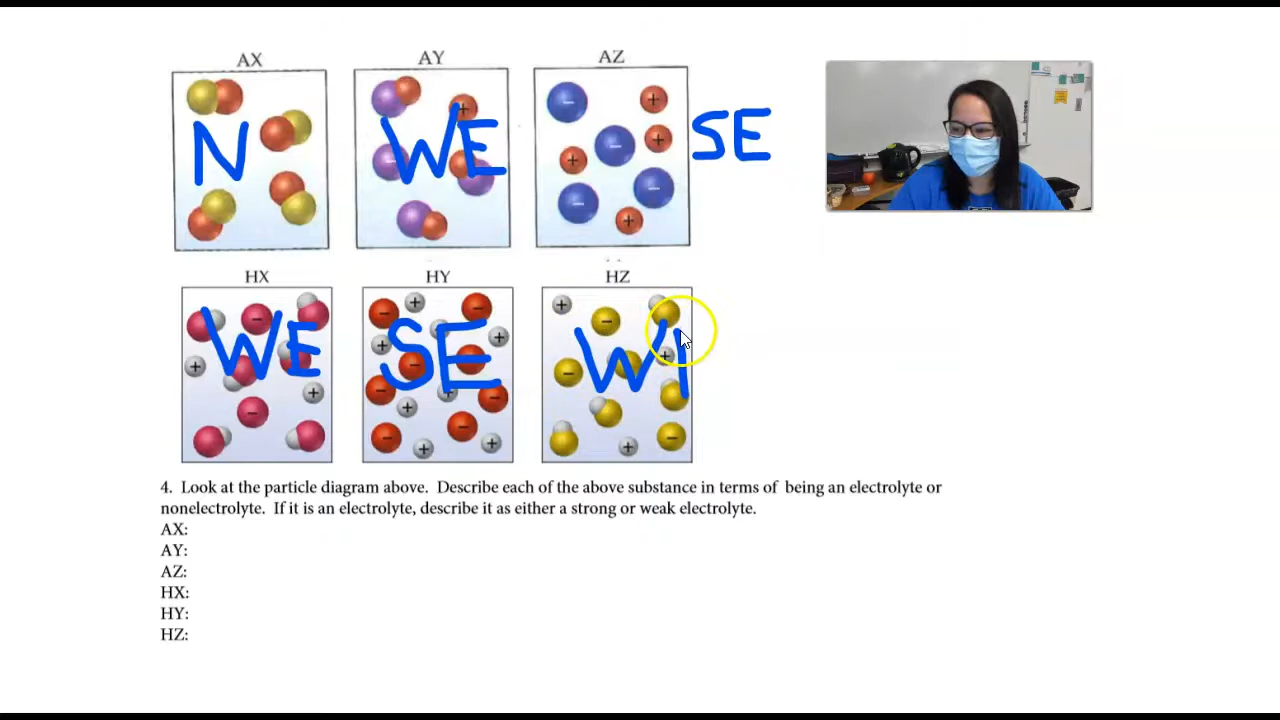 AX AY AZ
N WE SE
HX HY HZ
WE SE W
4. Look at the particle diagram above. Describe each of the above substance in terms of being an electrolyte or
nonelectrolyte. If it is an electrolyte, describe it as either a strong or weak electrolyte.
AX:
AY:
AZ:
HX:
HY:
HZ: